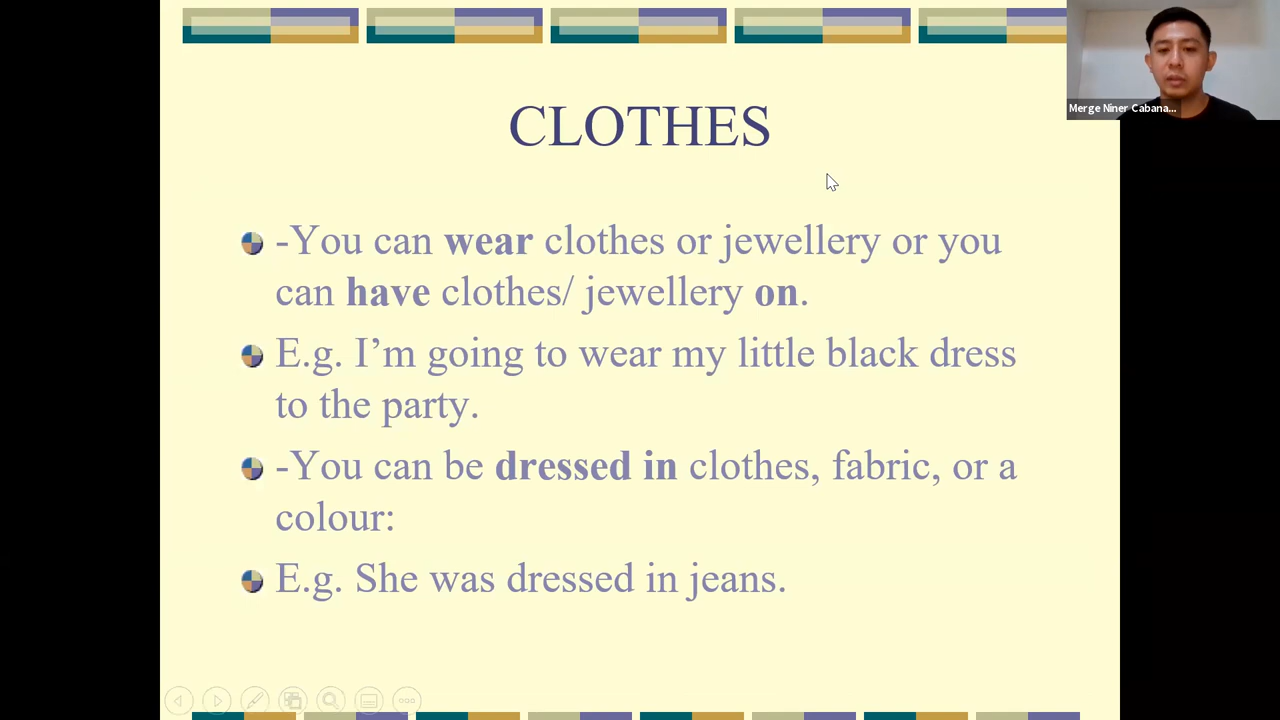 Merge Niner Cabana...
CLOTHES
-You can wear clothes or jewellery or you
can have clothes/ jewellery on.
E.g. I’m going to wear my little black dress
to the party.
-You can be dressed in clothes, fabric, or a
colour:
E.g. She was dressed in jeans.